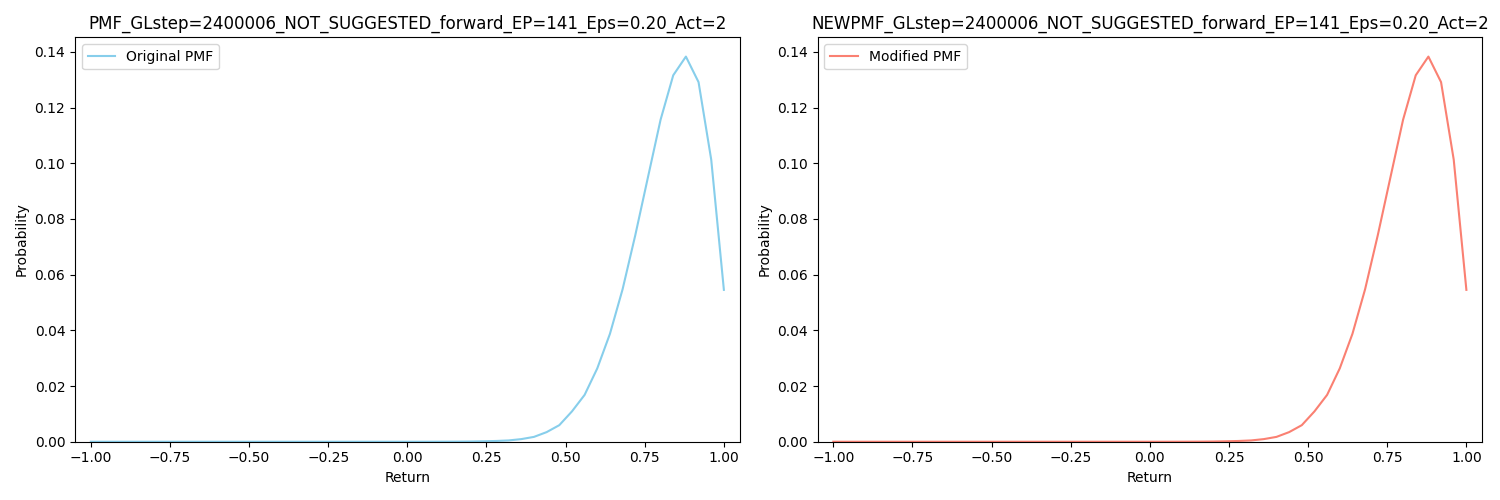 PMF_GLstep=2400006_NOT_SUGGESTED_forward_EP=141_Eps=0.20_Act=2
Original PMF
Probability
0.14
0.12
0.10
0.08
0.06
0.04
0.02
0.00
−1.00 −0.75 −0.50 −0.25 0.00 0.25 0.50 0.75 1.00
Return
NEWPMF_GLstep=2400006_NOT_SUGGESTED_forward_EP=141_Eps=0.20_Act=2
Modified PMF
Probability
0.14
0.12
0.10
0.08
0.06
0.04
0.02
0.00
−1.00 −0.75 −0.50 −0.25 0.00 0.25 0.50 0.75 1.00
Return